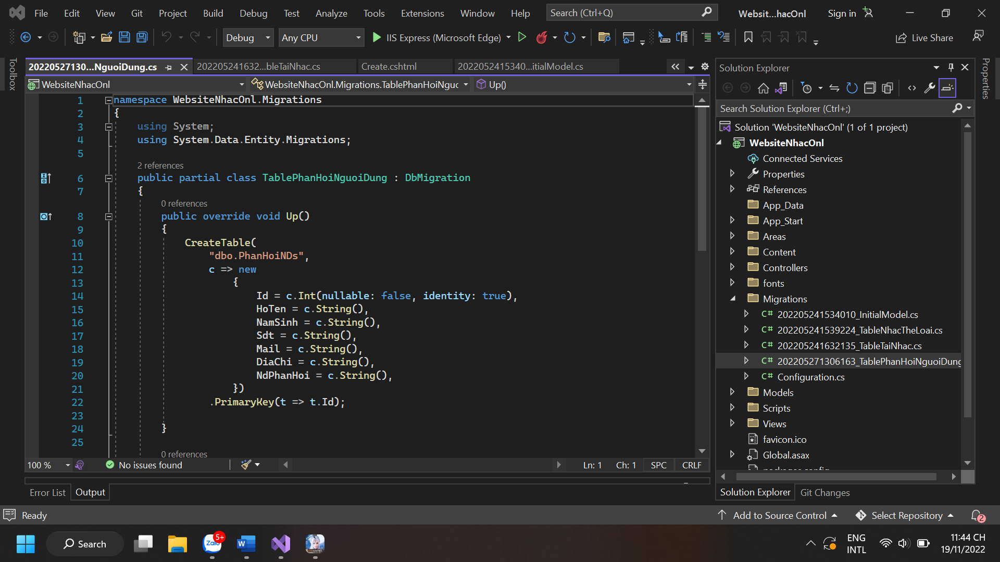 File Edit View Git Project Build Debug Test Analyze Tools Extensions Window Help Search (Ctrl+Q) Websit...hacOnl Sign in
Debug Any CPU IIS Express (Microsoft Edge) Live Share
Toolbox
20220527130...NguoiDung.cs 202205241632...bleTaiNhac.cs Create.cshtml 2022052415340...itialModel.cs
WebsiteNhacOnl WebsiteNhacOnl.Migrations.TablePhanHoiNguc Up()
1 namespace WebsiteNhacOnl.Migrations
2 {
3 using System;
4 using System.Data.Entity.Migrations;
5
2 references
6 public partial class TablePhanHoiNguoiDung : DbMigration
7 {
0 references
8 public override void Up()
9 {
10 CreateTable(
11 "dbo.PhanHoiNDs",
12 c => new
13 {
14 Id = c.Int(nullable: false, identity: true),
15 HoTen = c.String(),
16 NamSinh = c.String(),
17 Sdt = c.String(),
18 Mail = c.String(),
19 DiaChi = c.String(),
20 NdPhanHoi = c.String(),
21 })
22 .PrimaryKey(t => t.Id);
23
24 }
25
0 references
100 % No issues found Ln: 1 Ch: 1 SPC CRLF
Error List Output
Solution Explorer
Search Solution Explorer (Ctrl+;)
Solution 'WebsiteNhacOnl' (1 of 1 project)
WebsiteNhacOnl
Connected Services
Properties
References
App_Data
App_Start
Areas
Content
Controllers
fonts
Migrations
C# 202205241534010_InitialModel.cs
C# 202205241539224_TableNhacTheLoai.cs
C# 202205241632135_TableTaiNhac.cs
C# 202205271306163_TablePhanHoiNguoiDung
C# Configuration.cs
Models
Scripts
Views
favicon.ico
Global.asax
packages.config
Solution Explorer Git Changes
Properties
Ready Add to Source Control Select Repository 2
Search Zalo 5+ W ENG INTL 11:44 CH 19/11/2022